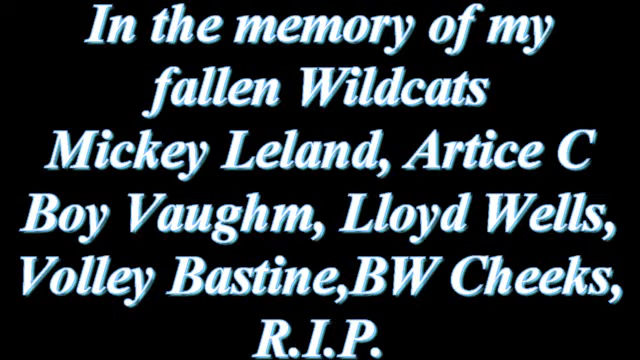 In the memory of my
fallen Wildcats
Mickey Leland, Artice C
Boy Vaughm, Lloyd Wells,
Volley Bastine,BW Cheeks,
R.I.P.